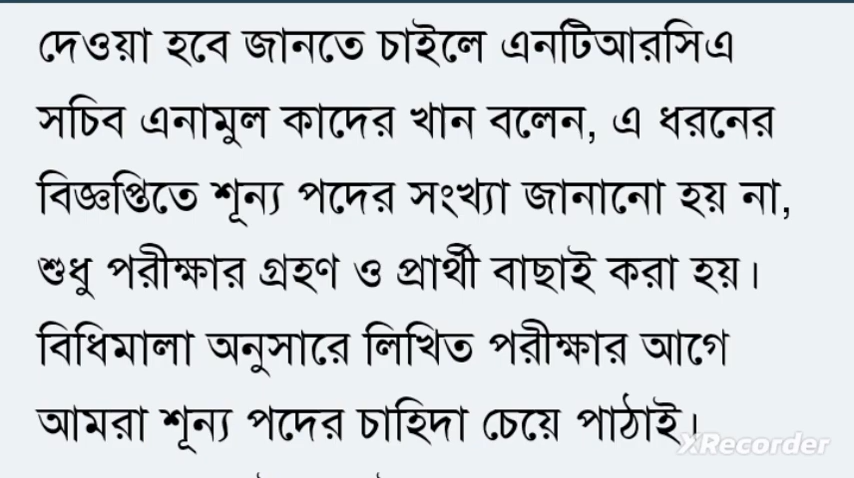 দেওয়া হবে জানতে চাইলে এনটিআরসিএ
সচিব এনামুল কাদের খান বলেন, এ ধরনের
বিজ্ঞপ্তিতে শূন্য পদের সংখ্যা জানানো হয় না,
শুধু পরীক্ষার গ্রহণ ও প্রার্থী বাছাই করা হয়।
বিধিমালা অনুসারে লিখিত পরীক্ষার আগে
আমরা শূন্য পদের চাহিদা চেয়ে পাঠাই।
XRecorder